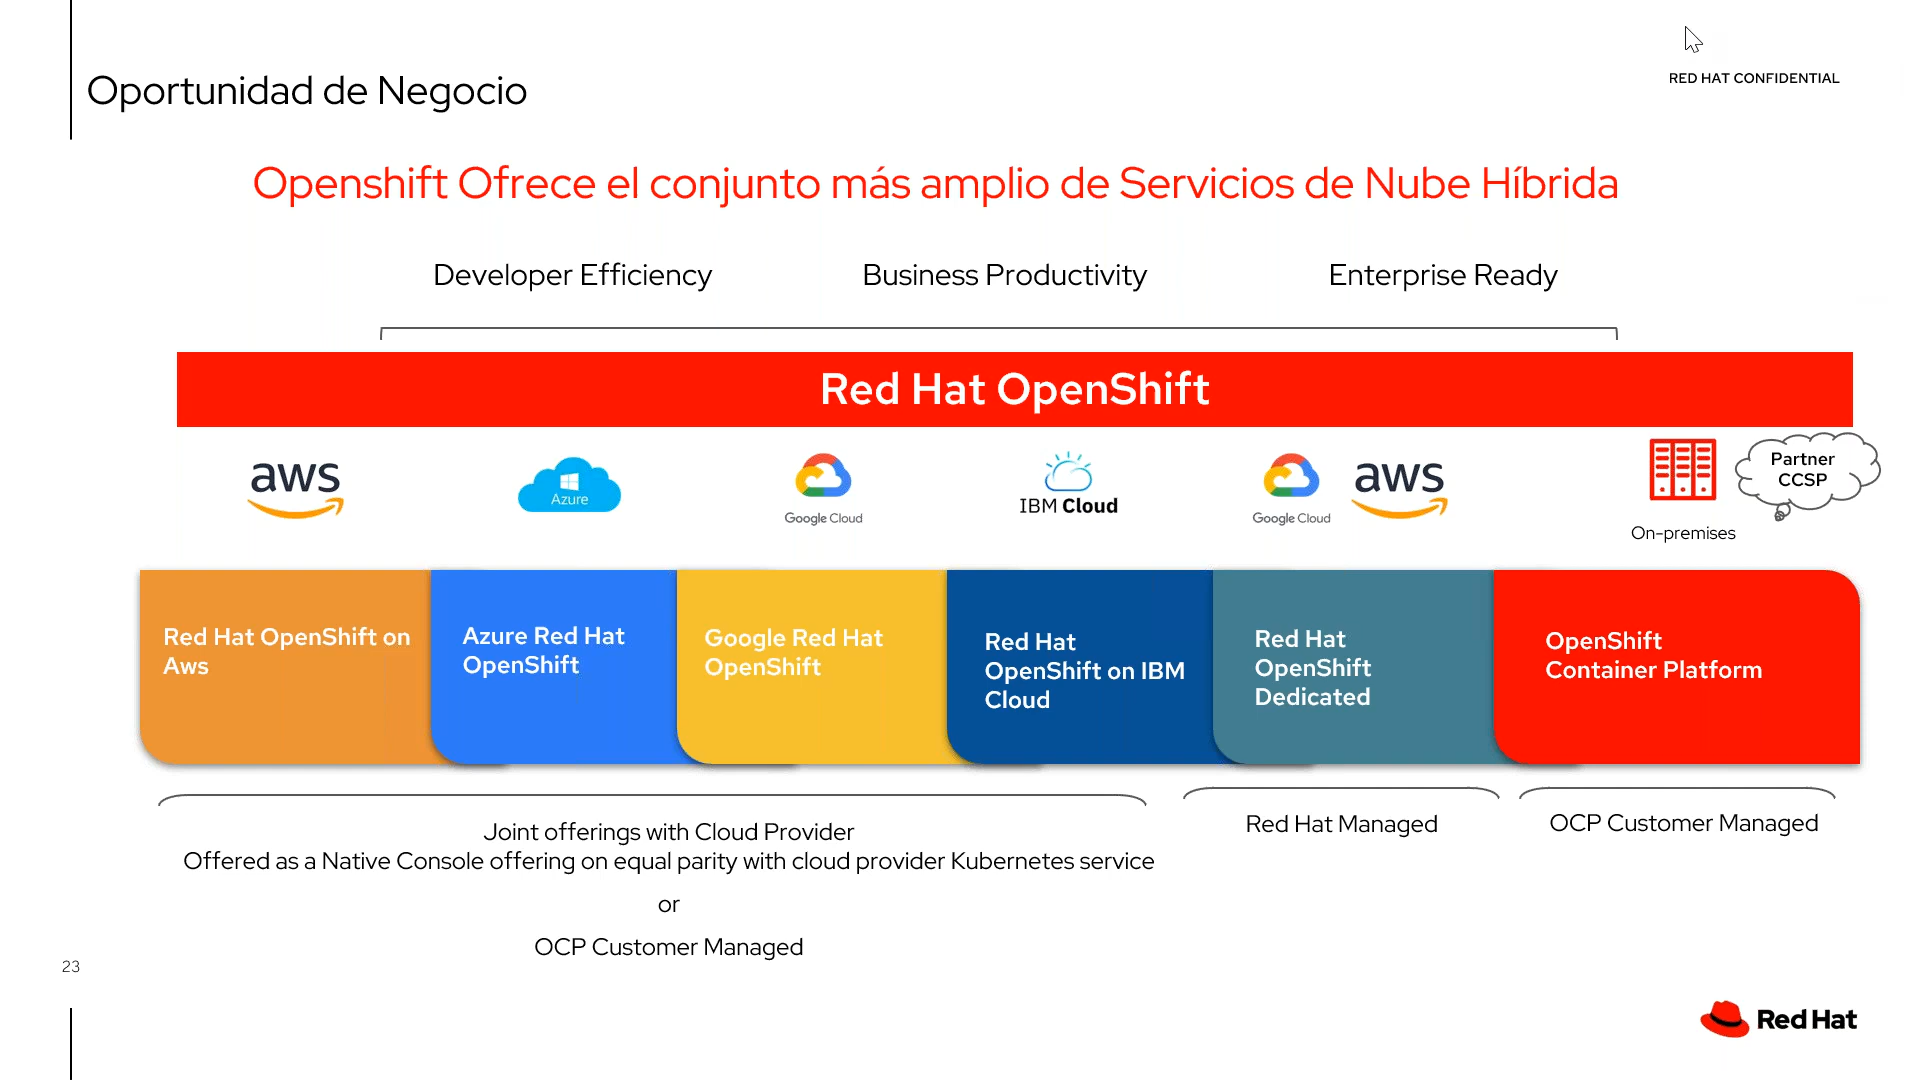 RED HAT CONFIDENTIAL
Oportunidad de Negocio
Openshift Ofrece el conjunto más amplio de Servicios de Nube Híbrida
Developer Efficiency
Business Productivity
Enterprise Ready
Red Hat OpenShift
aws
Azure
Google Cloud
IBM Cloud
Google Cloud
aws
On-premises
Partner
CCSP
Red Hat OpenShift on
Aws
Azure Red Hat
OpenShift
Google Red Hat
OpenShift
Red Hat
OpenShift on IBM
Cloud
Red Hat
OpenShift
Dedicated
OpenShift
Container Platform
Joint offerings with Cloud Provider
Offered as a Native Console offering on equal parity with cloud provider Kubernetes service
or
OCP Customer Managed
Red Hat Managed
OCP Customer Managed
23
Red Hat